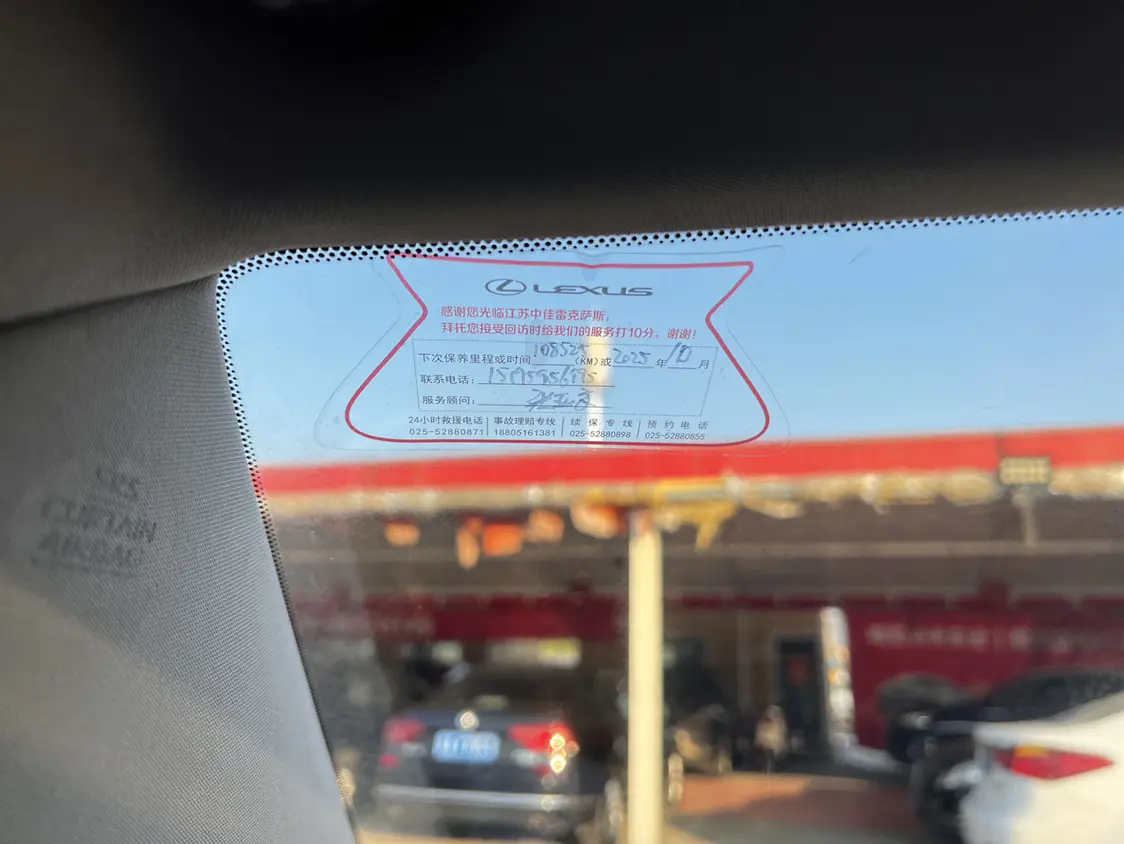 LEXUS
感谢您光临江苏中佳雷克萨斯,
拜托您接受回访时给我们的服务打10分,谢谢!
下次保养里程或时间 108525 (KM)或 2025 年 10 月
联系电话:
服务顾问:
24小时救援电话 | 事故理赔专线 | 续保专线 | 预约电话
025-52880871 | 18805161381 | 025-52880898 | 025-52880855
SRS
CURTAIN
AIRBAG